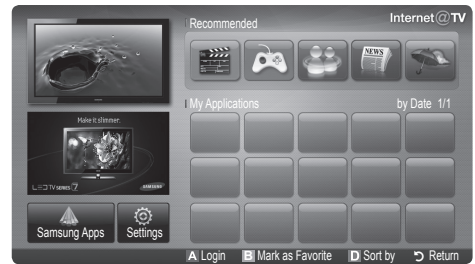 Internet@TV
Recommended
NEWS
My Applications by Date 1/1
Make it slimmer.
LED TV SERIES 7
SAMSUNG
Samsung Apps Settings
A Login B Mark as Favorite D Sort by Return